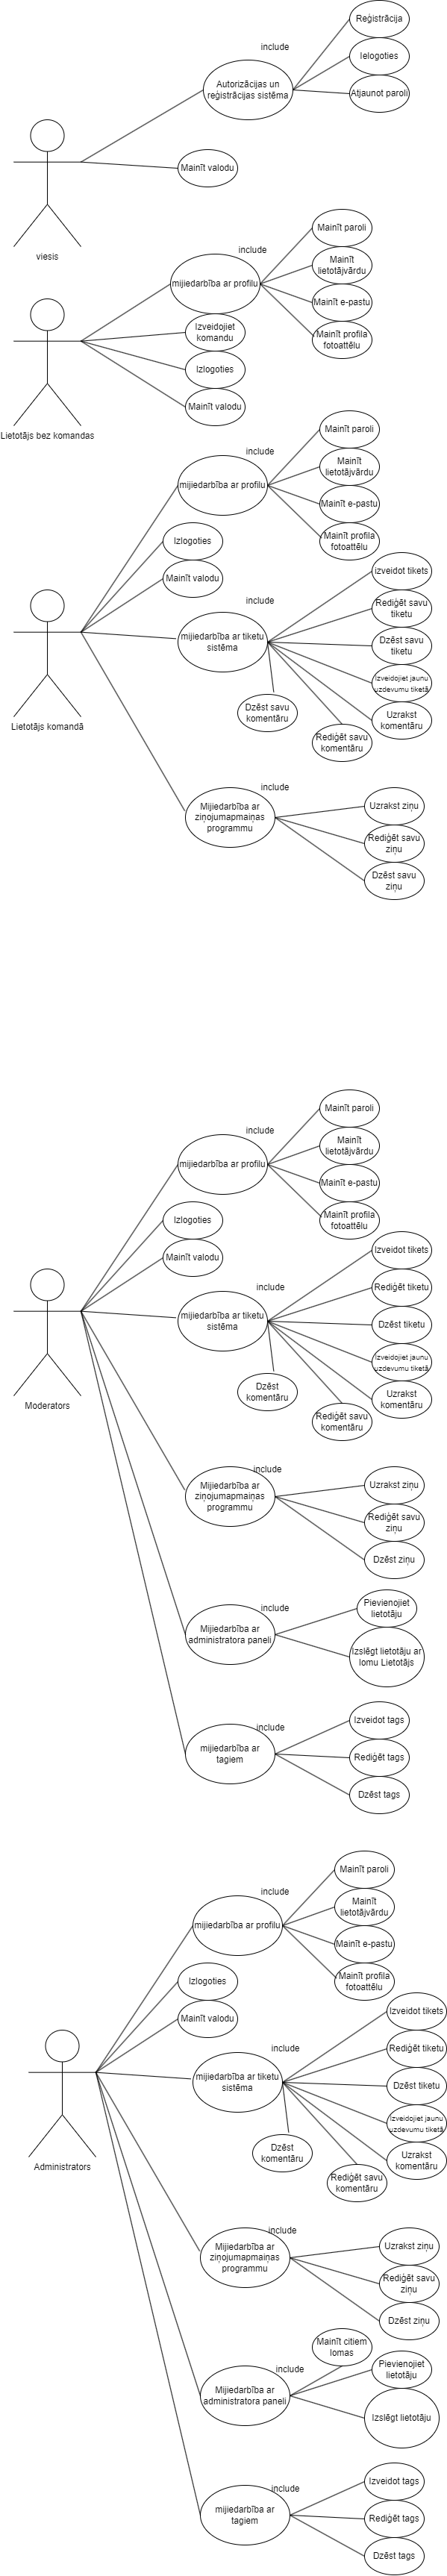 Reģistrācija
include
Ielogoties
Autorizācijas un
reģistrācijas sistēma
Atjaunot paroli
Mainīt valodu
viesis
Mainīt paroli
include
Mainīt
lietotājvārdu
mijiedarbība ar profilu
Mainīt e-pastu
Izveidojiet
komandu
Mainīt profila
fotoattēlu
Izlogoties
Mainīt valodu
Lietotājs bez komandas
Mainīt paroli
include
Mainīt
lietotājvārdu
mijiedarbība ar profilu
Mainīt e-pastu
Izlogoties
Mainīt profila
fotoattēlu
izveidot tikets
Mainīt valodu
include
Rediģēt savu
tiketu
mijiedarbība ar tiketu
sistēma
Dzēst savu
tiketu
Izveidojiet jaunu
uzdevumu tiketā
Dzēst savu
komentāru
Uzrakst
komentāru
Lietotājs komandā
Rediģēt savu
komentāru
include
Uzrakst ziņu
Mijiedarbība ar
ziņojumapmaiņas
programmu
Rediģēt savu
ziņu
Dzēst savu
ziņu
Mainīt paroli
include
Mainīt
lietotājvārdu
mijiedarbība ar profilu
Mainīt e-pastu
Izlogoties
Mainīt profila
fotoattēlu
Izveidot tikets
Mainīt valodu
include
Rediģēt tiketu
mijiedarbība ar tiketu
sistēma
Dzēst tiketu
Izveidojiet jaunu
uzdevumu tiketā
Dzēst
komentāru
Uzrakst
komentāru
Moderators
Rediģēt savu
komentāru
include
Uzrakst ziņu
Mijiedarbība ar
ziņojumapmaiņas
programmu
Rediģēt savu
ziņu
Dzēst ziņu
include
Pievienojiet
lietotāju
Mijiedarbība ar
administratora paneli
Izslēgt lietotāju ar
lomu Lietotājs
include
Izveidot tags
mijiedarbība ar
tagiem
Rediģēt tags
Dzēst tags
Mainīt paroli
include
Mainīt
lietotājvārdu
mijiedarbība ar profilu
Mainīt e-pastu
Izlogoties
Mainīt profila
fotoattēlu
Izveidot tikets
Mainīt valodu
include
Rediģēt tiketu
mijiedarbība ar tiketu
sistēma
Dzēst tiketu
Izveidojiet jaunu
uzdevumu tiketā
Dzēst
komentāru
Uzrakst
komentāru
Administrators
Rediģēt savu
komentāru
include
Uzrakst ziņu
Mijiedarbība ar
ziņojumapmaiņas
programmu
Rediģēt savu
ziņu
Dzēst ziņu
Mainīt citiem
lomas
include
Pievienojiet
lietotāju
Mijiedarbība ar
administratora paneli
Izslēgt lietotāju
include
Izveidot tags
mijiedarbība ar
tagiem
Rediģēt tags
Dzēst tags